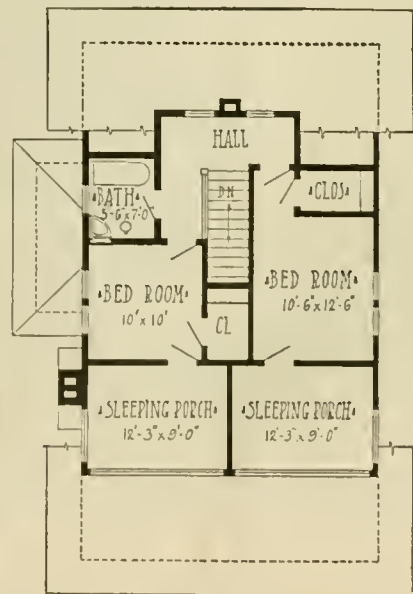 HALL
DN
BATH
5'-6"x7'-0"
CLOS
BED ROOM
10'x10'
BED ROOM
10'-6"x12'-6"
CL
SLEEPING PORCH
12'-3"x9'-0"
SLEEPING PORCH
12'-3"x9'-0"